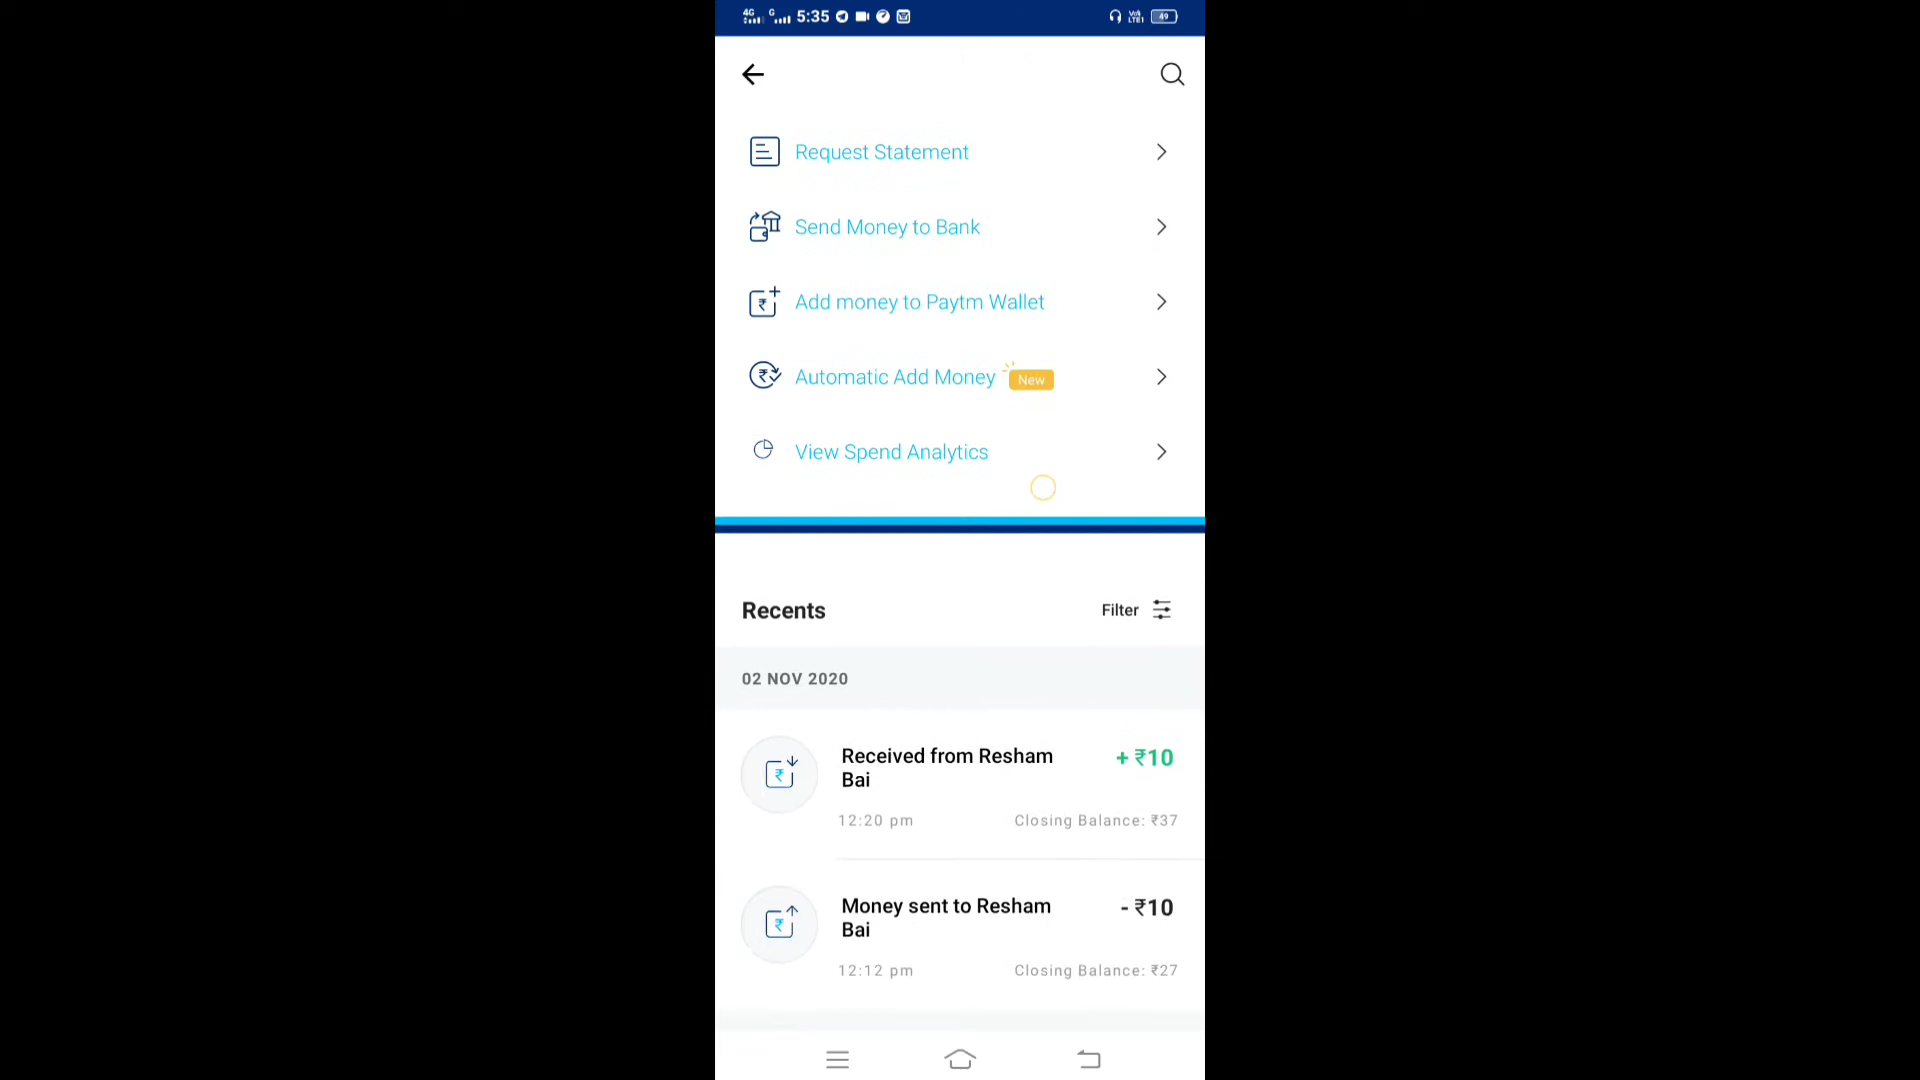 4G G 5:35 49
Request Statement
Send Money to Bank
Add money to Paytm Wallet
Automatic Add Money New
View Spend Analytics
Recents Filter
02 NOV 2020
Received from Resham + ₹10
Bai
12:20 pm Closing Balance: ₹37
Money sent to Resham - ₹10
Bai
12:12 pm Closing Balance: ₹27